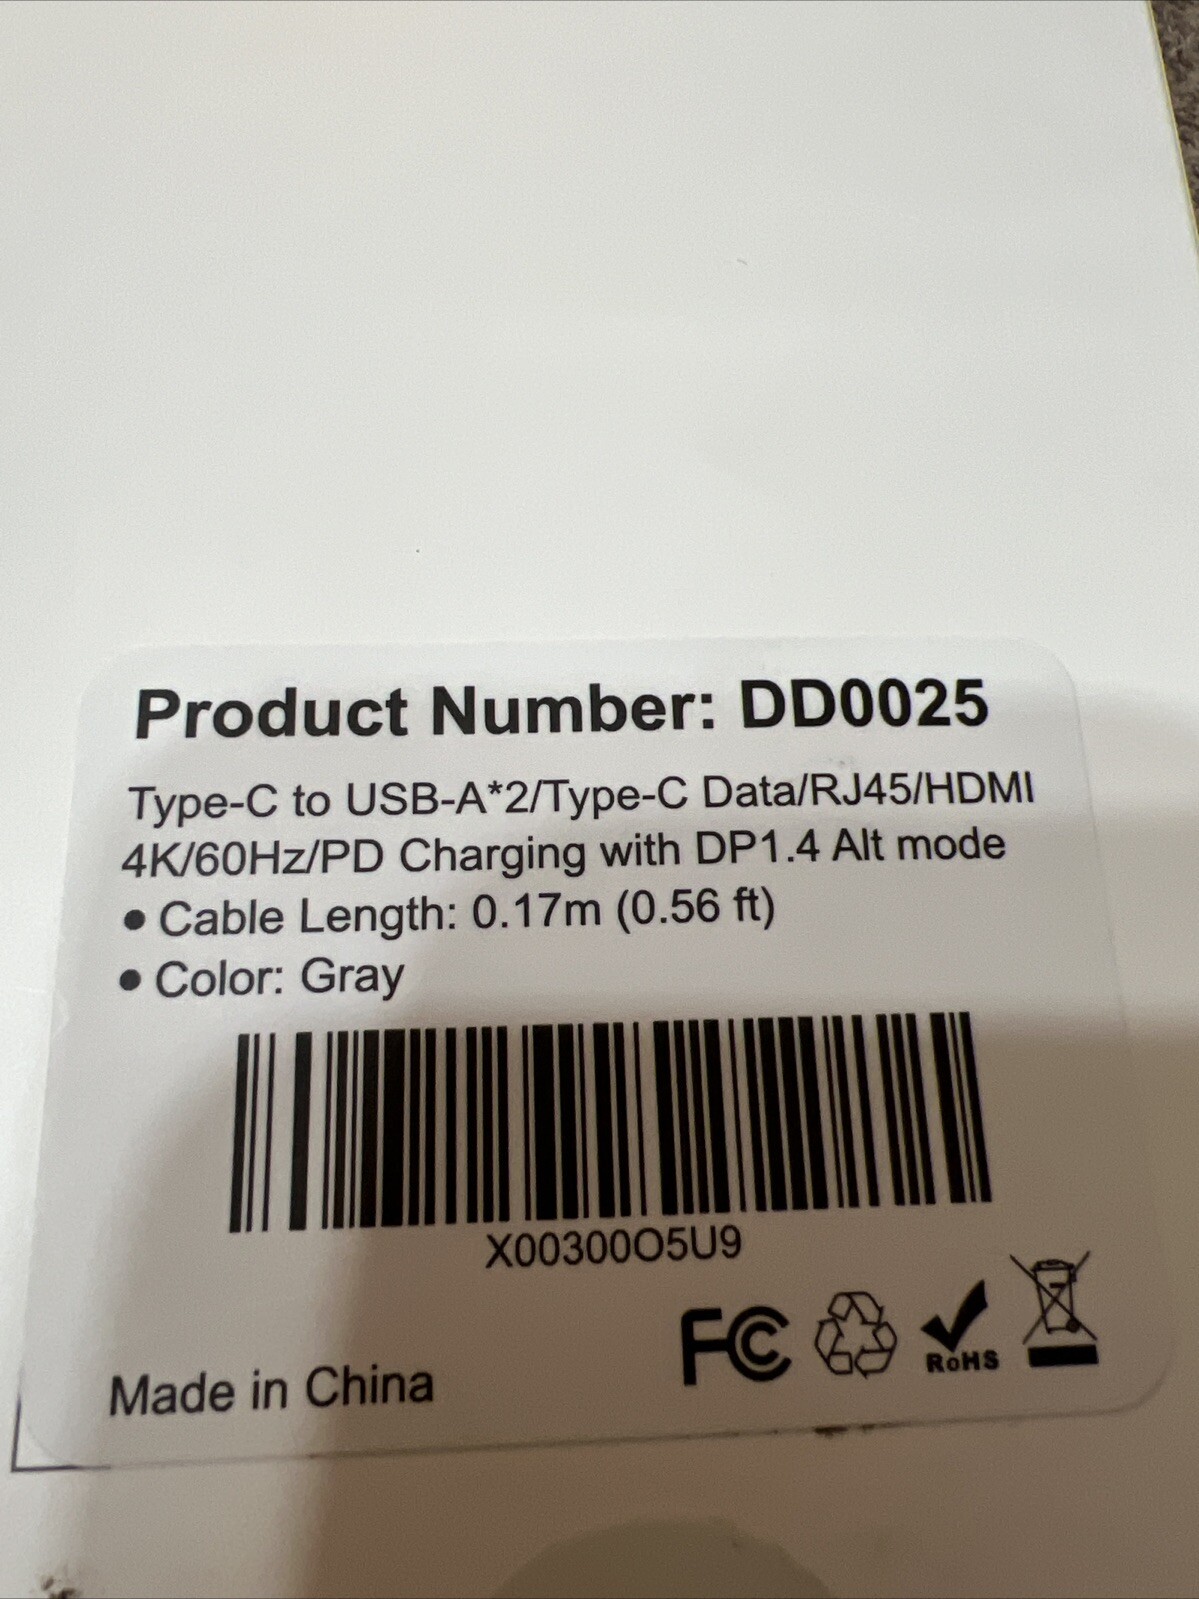 Product Number: DD0025
Type-C to USB-A*2/Type-C Data/RJ45/HDMI
4K/60Hz/PD Charging with DP1.4 Alt mode
● Cable Length: 0.17m (0.56 ft)
● Color: Gray
X00300O5U9
FC
RoHS
Made in China